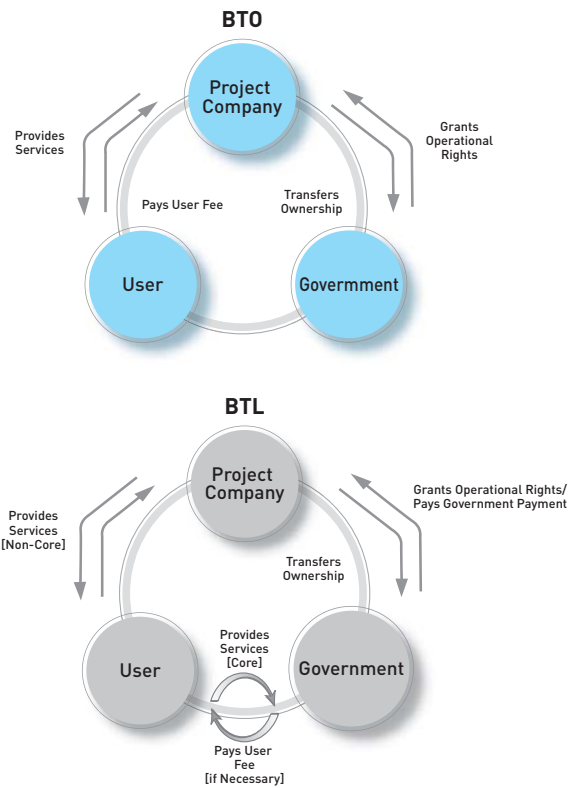 BTO
Project
Company
Provides
Services
Grants
Operational
Rights
Pays User Fee
Transfers
Ownership
User
Govermment
BTL
Project
Company
Grants Operational Rights/
Pays Government Payment
Provides
Services
[Non-Core]
Transfers
Ownership
Provides
Services
[Core]
User
Government
Pays User
Fee
[if Necessary]